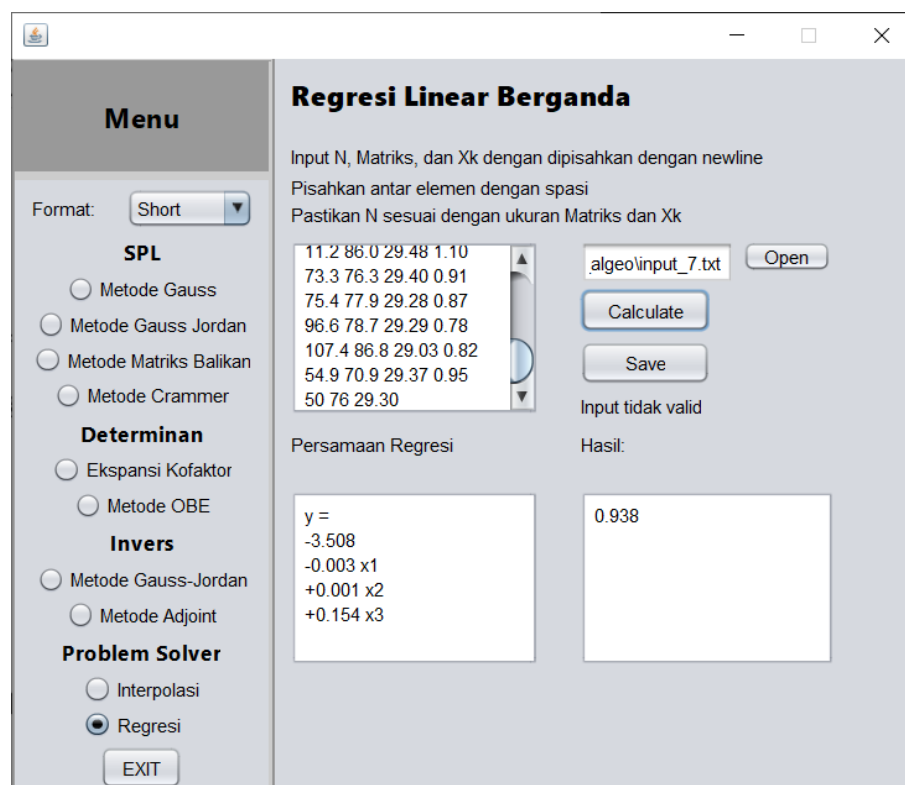 Menu
Format: Short
SPL
Metode Gauss
Metode Gauss Jordan
Metode Matriks Balikan
Metode Crammer
Determinan
Ekspansi Kofaktor
Metode OBE
Invers
Metode Gauss-Jordan
Metode Adjoint
Problem Solver
Interpolasi
Regresi
EXIT
Regresi Linear Berganda
Input N, Matriks, dan Xk dengan dipisahkan dengan newline
Pisahkan antar elemen dengan spasi
Pastikan N sesuai dengan ukuran Matriks dan Xk
11.2 86.0 29.48 1.10
73.3 76.3 29.40 0.91
75.4 77.9 29.28 0.87
96.6 78.7 29.29 0.78
107.4 86.8 29.03 0.82
54.9 70.9 29.37 0.95
50 76 29.30
algeo\input_7.txt
Open
Calculate
Save
Input tidak valid
Persamaan Regresi
y =
-3.508
-0.003 x1
+0.001 x2
+0.154 x3
Hasil:
0.938